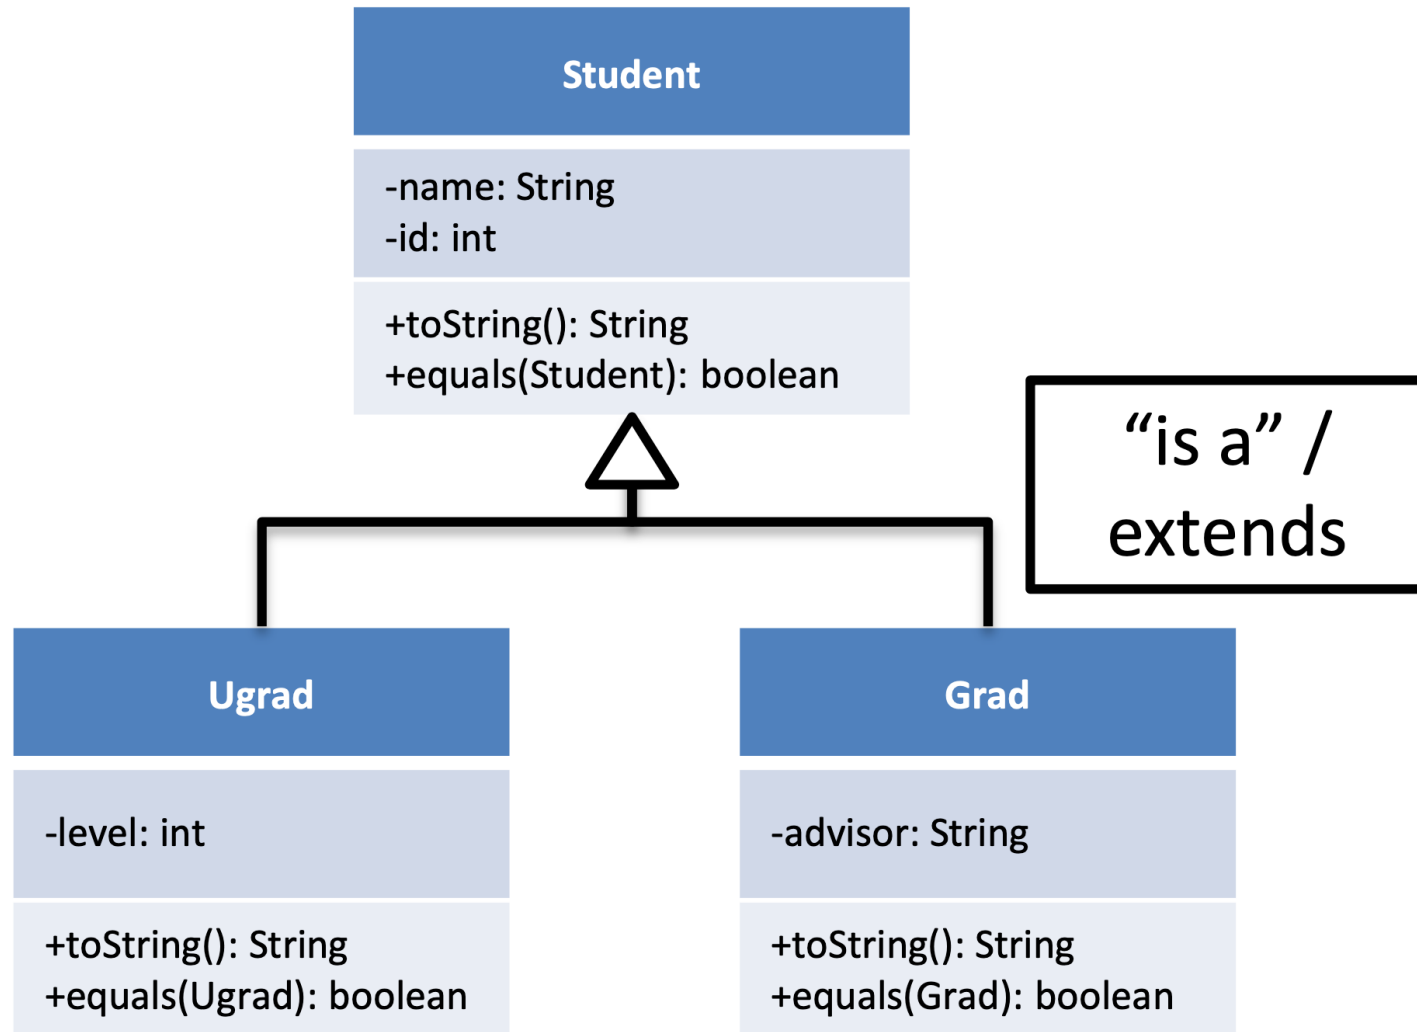 Student
-name: String
-id: int
+toString(): String
+equals(Student): boolean
“is a” /
extends
Ugrad
-level: int
+toString(): String
+equals(Ugrad): boolean
Grad
-advisor: String
+toString(): String
+equals(Grad): boolean